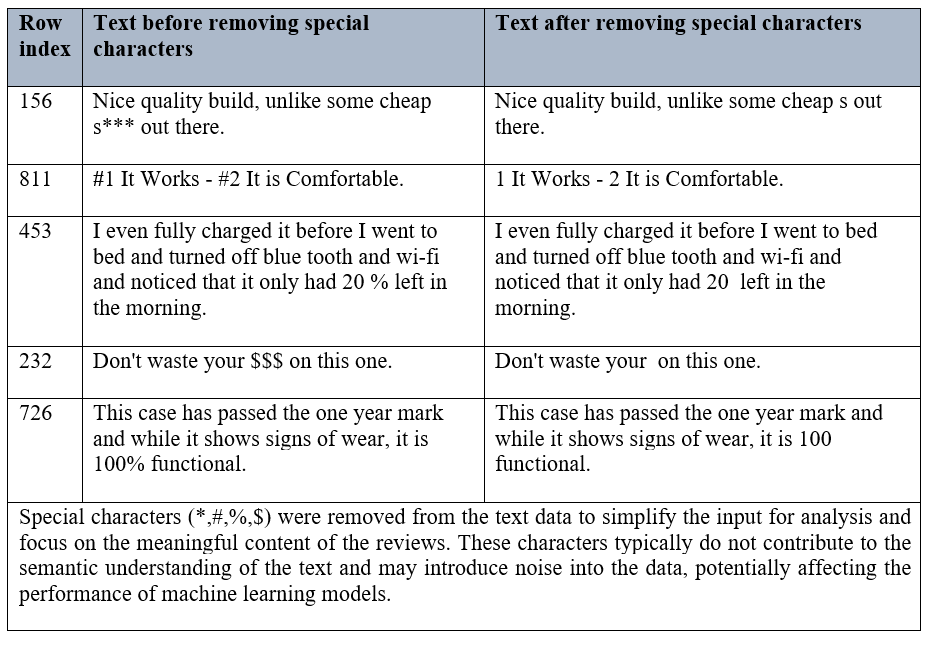 Row index
Text before removing special characters
Text after removing special characters
156
Nice quality build, unlike some cheap
s*** out there.
Nice quality build, unlike some cheap s out
there.
811
#1 It Works - #2 It is Comfortable.
1 It Works - 2 It is Comfortable.
453
I even fully charged it before I went to
bed and turned off blue tooth and wi-fi
and noticed that it only had 20 % left in
the morning.
I even fully charged it before I went to bed
and turned off blue tooth and wi-fi and
noticed that it only had 20  left in the
morning.
232
Don't waste your $$$ on this one.
Don't waste your  on this one.
726
This case has passed the one year mark
and while it shows signs of wear, it is
100% functional.
This case has passed the one year mark and
while it shows signs of wear, it is 100
functional.
Special characters (*,#,%,$) were removed from the text data to simplify the input for analysis and
focus on the meaningful content of the reviews. These characters typically do not contribute to the
semantic understanding of the text and may introduce noise into the data, potentially affecting the
performance of machine learning models.